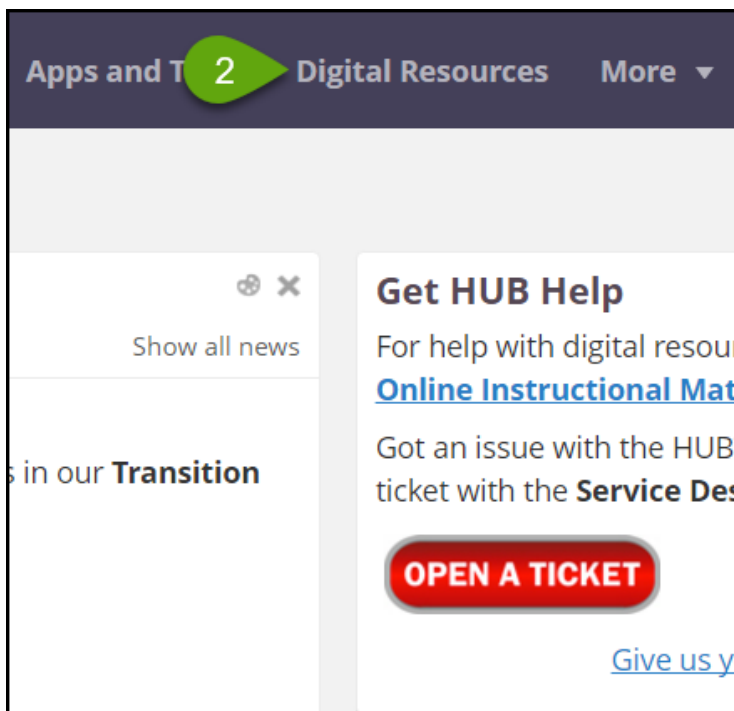 Apps and T 2 Digital Resources More
Show all news
s in our Transition
Get HUB Help
For help with digital resour
Online Instructional Mat
Got an issue with the HUB
ticket with the Service Des
OPEN A TICKET
Give us y